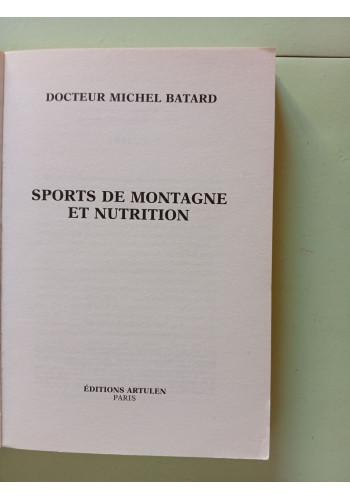 DOCTEUR MICHEL BATARD
SPORTS DE MONTAGNE
ET NUTRITION
ÉDITIONS ARTULEN
PARIS